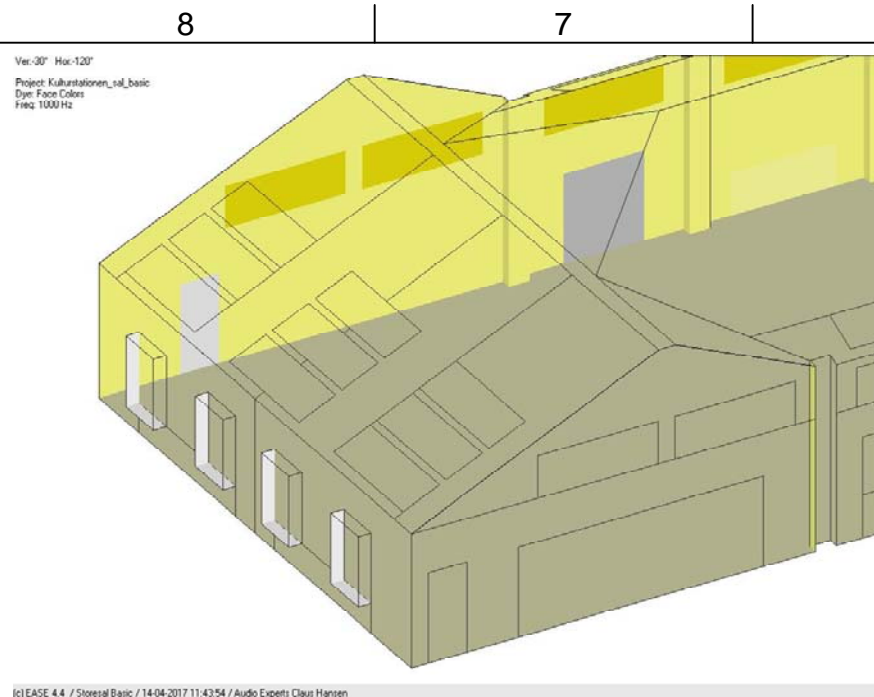 8 7
Ver.-30° Hor.-120°
Project: Kulturstationen_sal_basic
Dye: Face Colors
Freq: 1000 Hz
(c) EASE 4.4 / Storesal Basic / 14-04-2017 11:43:54 / Audio Experts Claus Hansen